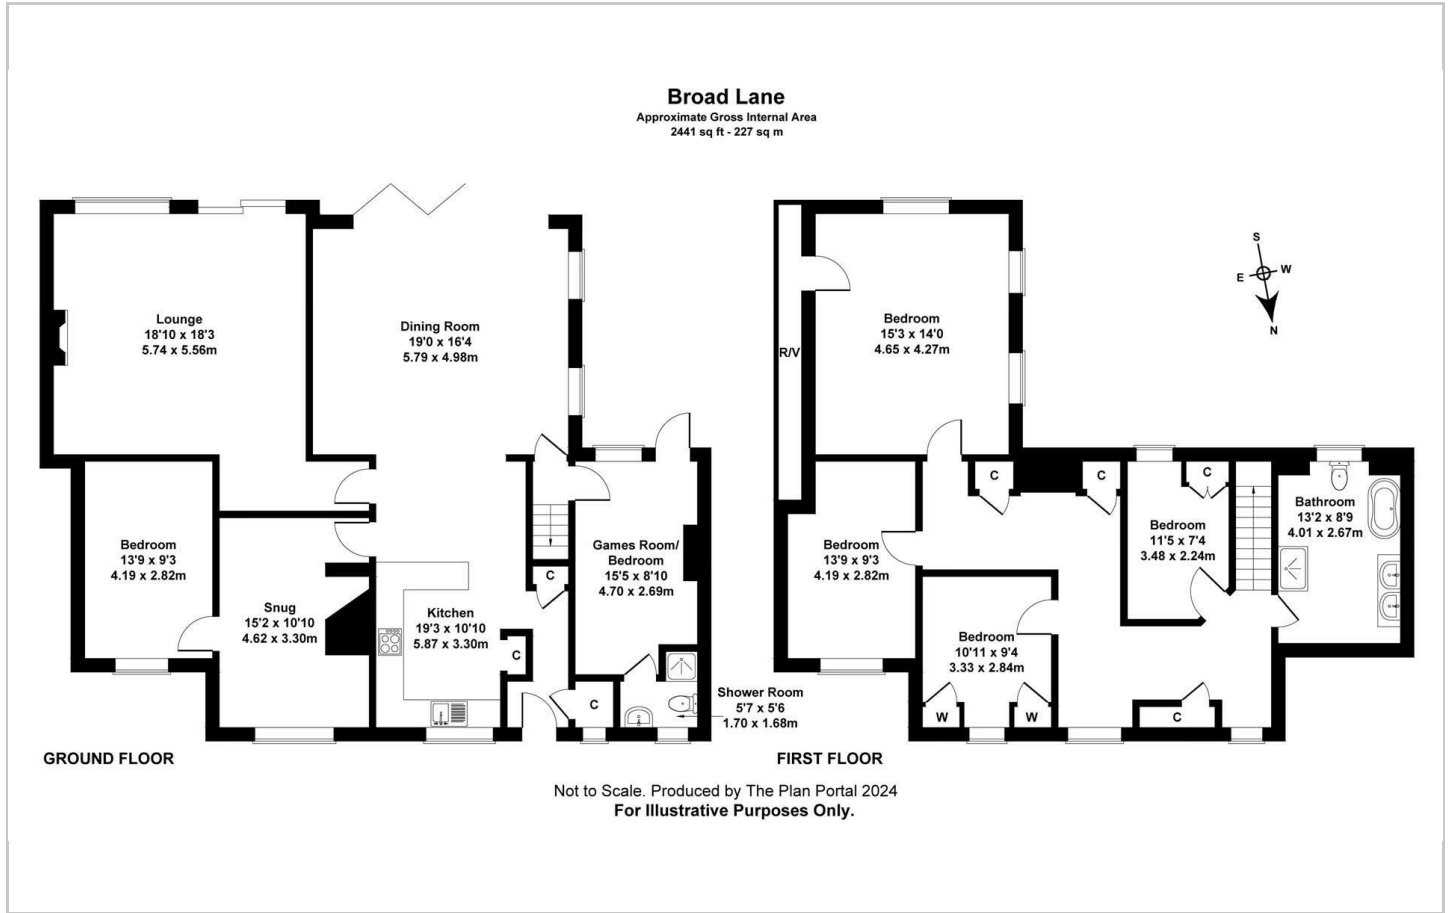 Broad Lane
Approximate Gross Internal Area
2441 sq ft - 227 sq m
Lounge
18'10 x 18'3
5.74 x 5.56m
Dining Room
19'0 x 16'4
5.79 x 4.98m
Bedroom
13'9 x 9'3
4.19 x 2.82m
Snug
15'2 x 10'10
4.62 x 3.30m
Kitchen
19'3 x 10'10
5.87 x 3.30m
C
C
C
Games Room/
Bedroom
15'5 x 8'10
4.70 x 2.69m
Shower Room
5'7 x 5'6
1.70 x 1.68m
GROUND FLOOR
R/V
Bedroom
15'3 x 14'0
4.65 x 4.27m
S
E
W
N
Bedroom
13'9 x 9'3
4.19 x 2.82m
C
C
C
Bedroom
11'5 x 7'4
3.48 x 2.24m
Bathroom
13'2 x 8'9
4.01 x 2.67m
Bedroom
10'11 x 9'4
3.33 x 2.84m
W
W
C
FIRST FLOOR
Not to Scale. Produced by The Plan Portal 2024
For Illustrative Purposes Only.